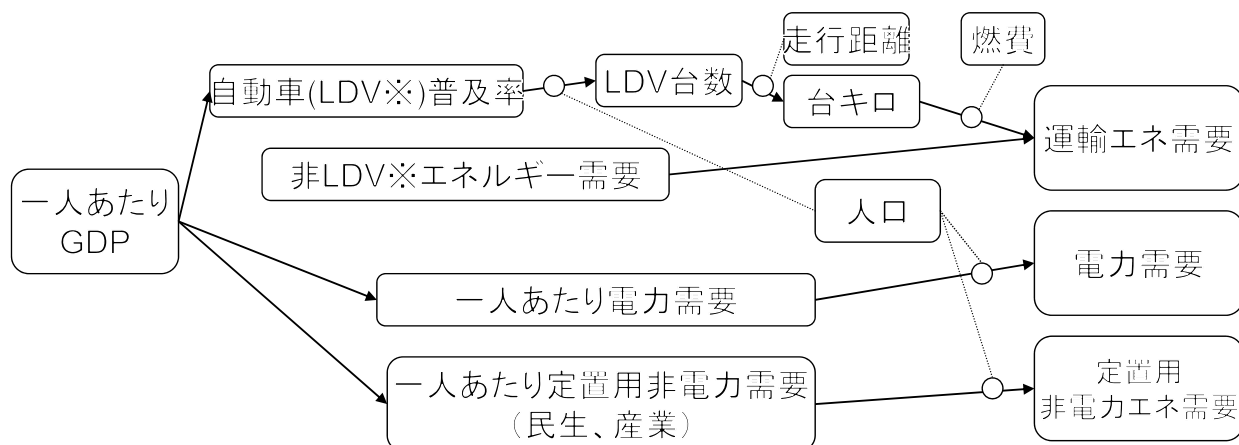 走行距離
燃費
自動車(LDV※)普及率
LDV台数
台キロ
運輸エネ需要
非LDV※エネルギー需要
一人あたり
GDP
人口
電力需要
一人あたり電力需要
一人あたり定置用非電力需要
(民生、産業)
定置用
非電力エネ需要